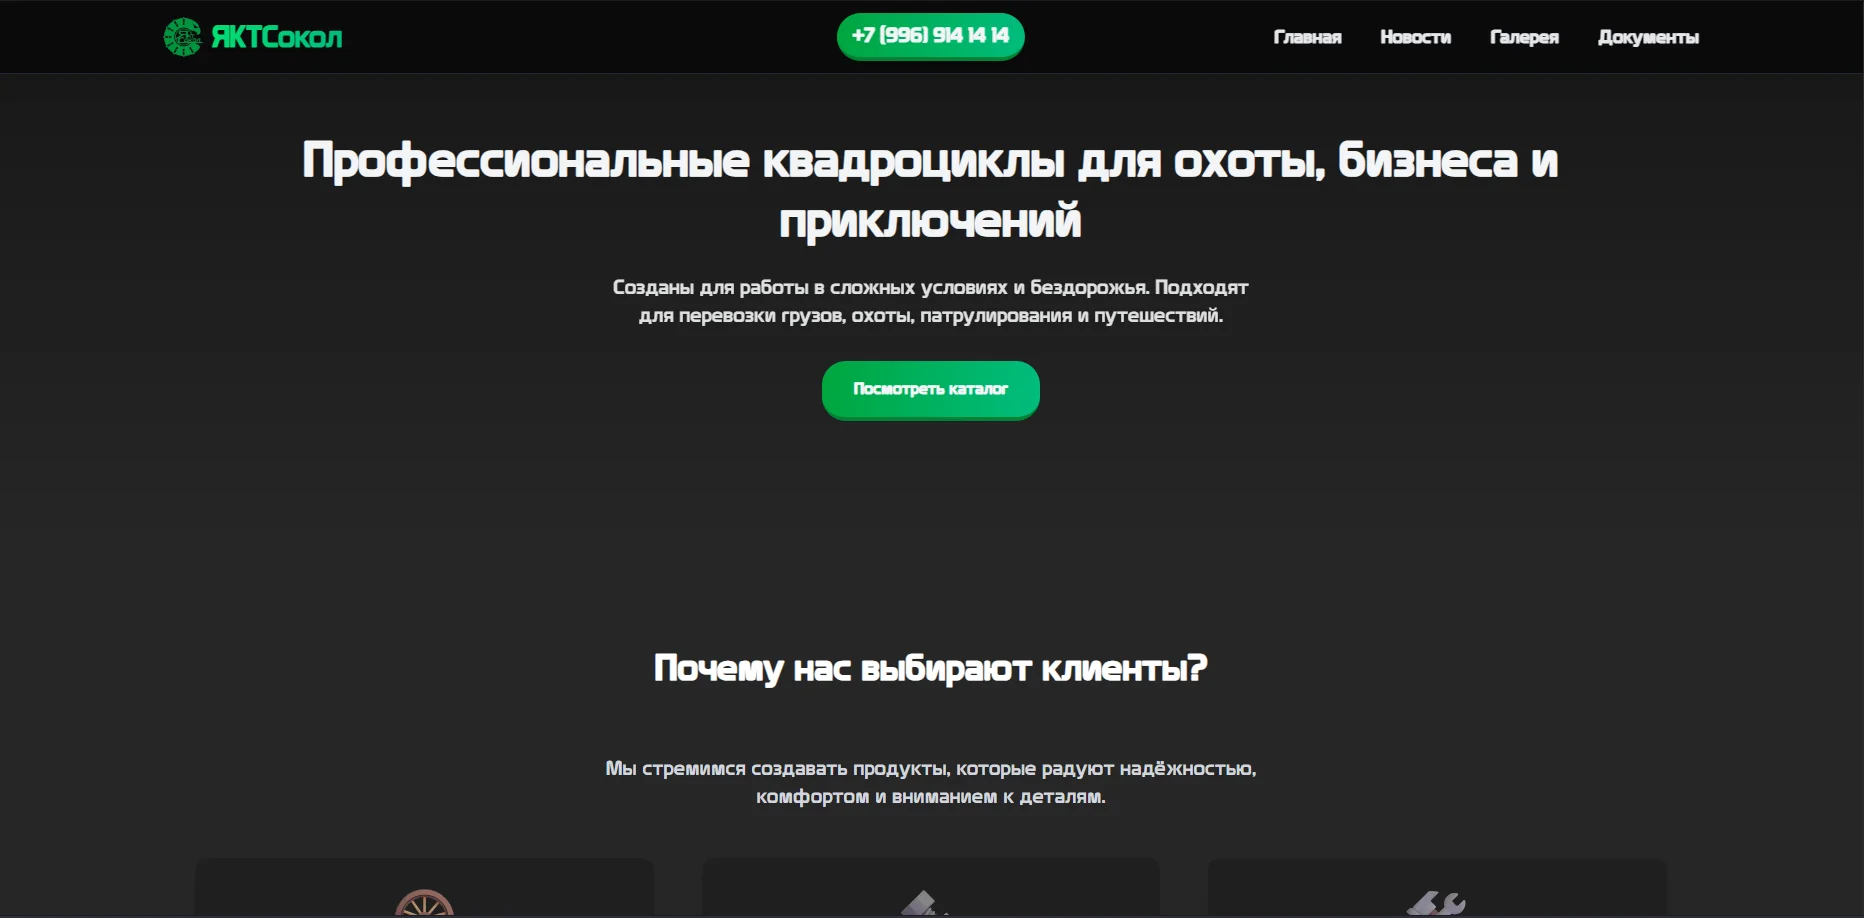 ЯКТСокол
+7 (996) 914 14 14
Главная Новости Галерея Документы
Профессиональные квадроциклы для охоты, бизнеса и
приключений
Созданы для работы в сложных условиях и бездорожья. Подходят
для перевозки грузов, охоты, патрулирования и путешествий.
Посмотреть каталог
Почему нас выбирают клиенты?
Мы стремимся создавать продукты, которые радуют надёжностью,
комфортом и вниманием к деталям.